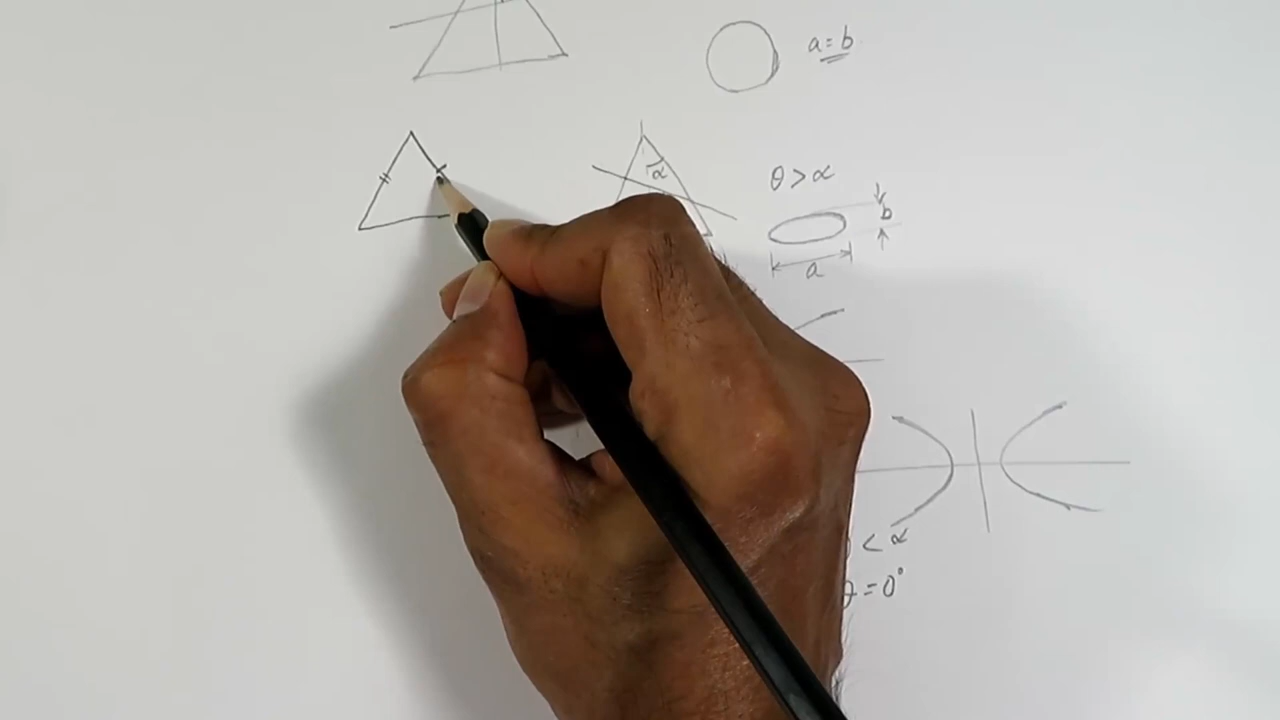 a = b
α
θ > α
b
a
< α
θ = 0°